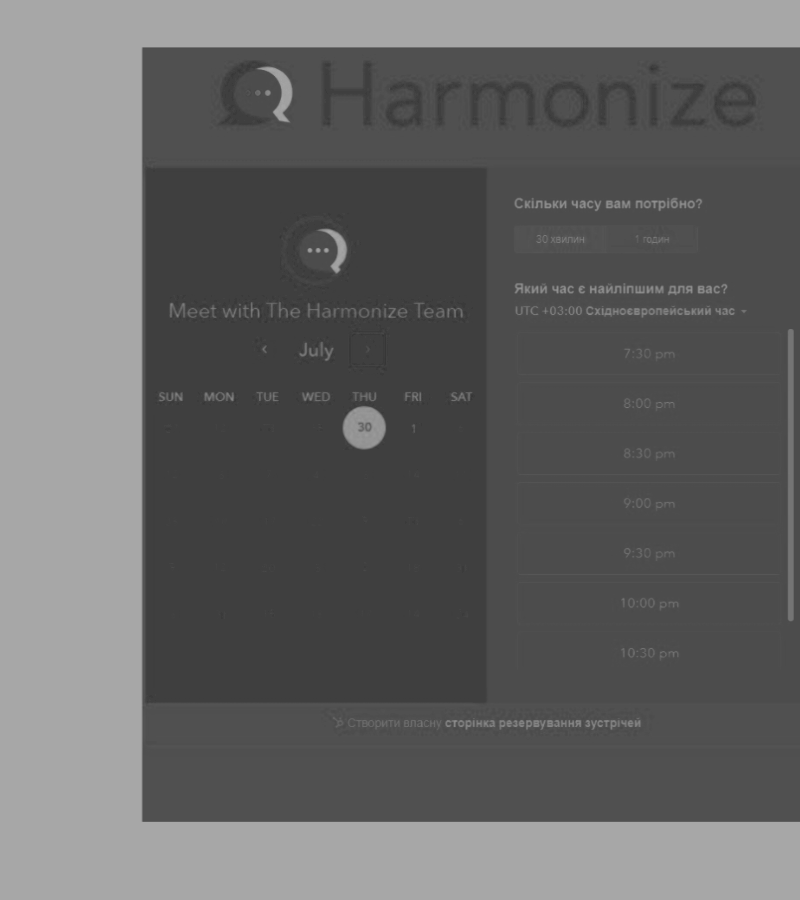 Harmonize
Meet with The Harmonize Team
July
SUN MON TUE WED THU FRI SAT
30 1
Скільки часу вам потрібно?
30 хвилин 1 годин
Який час є найліпшим для вас?
UTC +03:00 Східноєвропейський час
7:30 pm
8:00 pm
8:30 pm
9:00 pm
9:30 pm
10:00 pm
10:30 pm
Створити власну сторінка резервування зустрічей